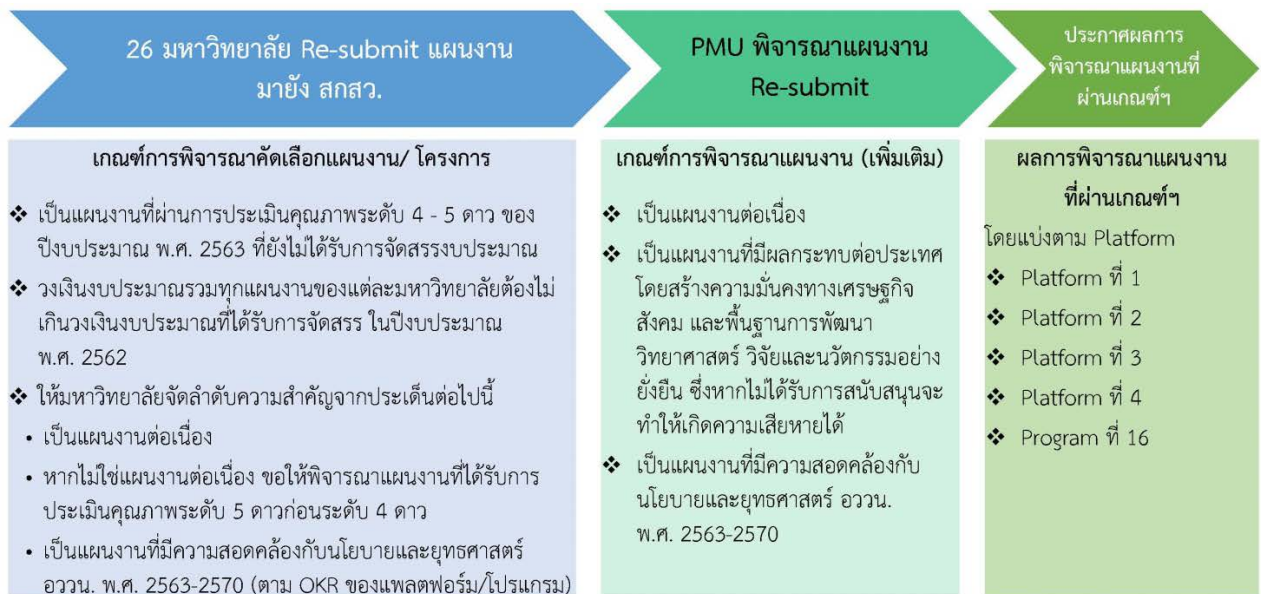 26 มหาวิทยาลัย Re-submit แผนงาน
มายัง สกสว.
PMU พิจารณาแผนงาน
Re-submit
ประกาศผลการ
พิจารณาแผนงานที่
ผ่านเกณฑ์ฯ
เกณฑ์การพิจารณาคัดเลือกแผนงาน/ โครงการ
❖ เป็นแผนงานที่ผ่านการประเมินคุณภาพระดับ 4 - 5 ดาว ของ
ปีงบประมาณ พ.ศ. 2563 ที่ยังไม่ได้รับการจัดสรรงบประมาณ
❖ วงเงินงบประมาณรวมทุกแผนงานของแต่ละมหาวิทยาลัยต้องไม่
เกินวงเงินงบประมาณที่ได้รับการจัดสรร ในปีงบประมาณ
พ.ศ. 2562
❖ ให้มหาวิทยาลัยจัดลำดับความสำคัญจากประเด็นต่อไปนี้
• เป็นแผนงานต่อเนื่อง
• หากไม่ใช่แผนงานต่อเนื่อง ขอให้พิจารณาแผนงานที่ได้รับการ
ประเมินคุณภาพระดับ 5 ดาวก่อนระดับ 4 ดาว
• เป็นแผนงานที่มีความสอดคล้องกับนโยบายและยุทธศาสตร์
อววน. พ.ศ. 2563-2570 (ตาม OKR ของแพลตฟอร์ม/โปรแกรม)
เกณฑ์การพิจารณาแผนงาน (เพิ่มเติม)
❖ เป็นแผนงานต่อเนื่อง
❖ เป็นแผนงานที่มีผลกระทบต่อประเทศ
โดยสร้างความมั่นคงทางเศรษฐกิจ
สังคม และพื้นฐานการพัฒนา
วิทยาศาสตร์ วิจัยและนวัตกรรมอย่าง
ยั่งยืน ซึ่งหากไม่ได้รับการสนับสนุนจะ
ทำให้เกิดความเสียหายได้
❖ เป็นแผนงานที่มีความสอดคล้องกับ
นโยบายและยุทธศาสตร์ อววน.
พ.ศ. 2563-2570
ผลการพิจารณาแผนงาน
ที่ผ่านเกณฑ์ฯ
โดยแบ่งตาม Platform
❖ Platform ที่ 1
❖ Platform ที่ 2
❖ Platform ที่ 3
❖ Platform ที่ 4
❖ Program ที่ 16